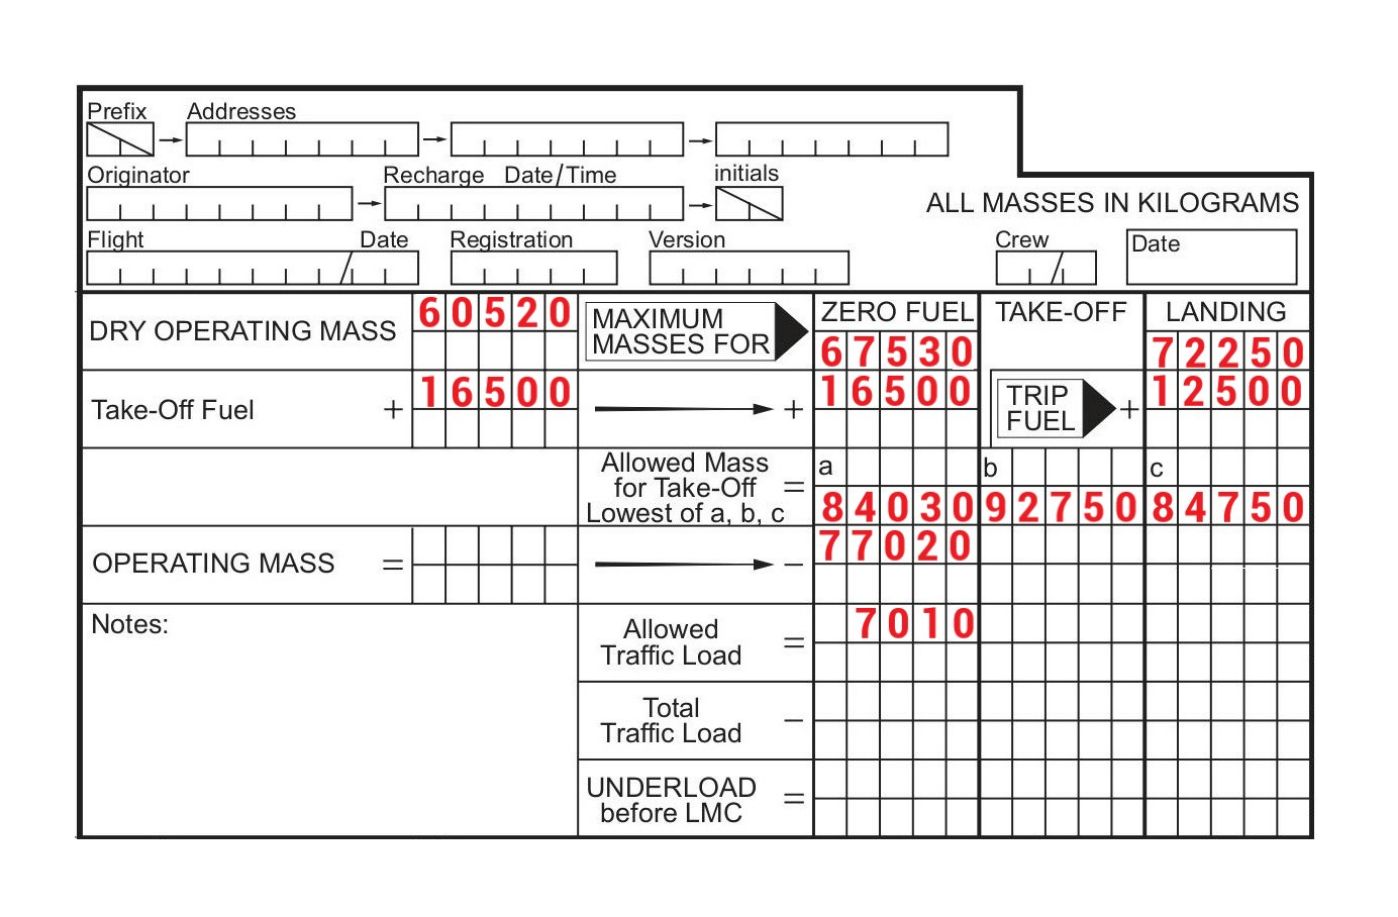 Prefix Addresses
Originator Recharge Date/Time initials
ALL MASSES IN KILOGRAMS
Flight Date Registration Version Crew Date
DRY OPERATING MASS 60520 MAXIMUM MASSES FOR ZERO FUEL TAKE-OFF LANDING
67530 72250
Take-Off Fuel + 16500 + 16500 TRIP FUEL + 12500
Allowed Mass a b c
for Take-Off =
Lowest of a, b, c 84030 92750 84750
OPERATING MASS = − 77020
Notes:
Allowed
Traffic Load = 7010
Total
Traffic Load −
UNDERLOAD
before LMC =